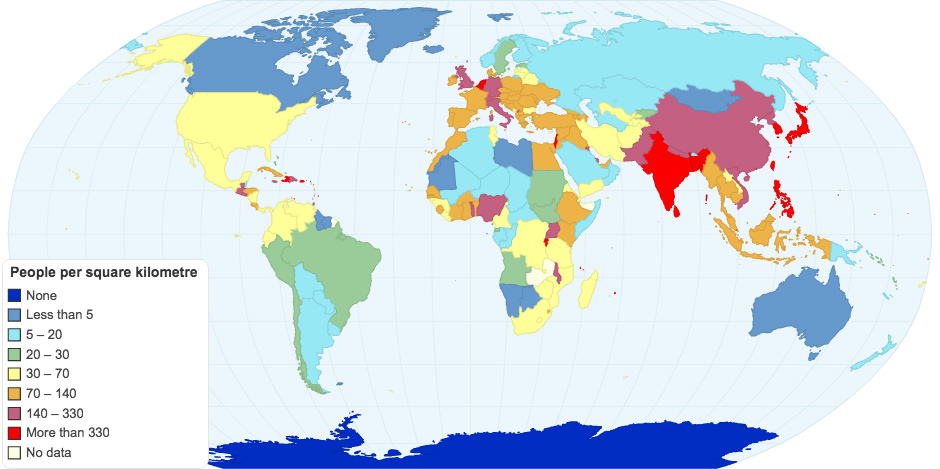 People per square kilometre
None
Less than 5
5 – 20
20 – 30
30 – 70
70 – 140
140 – 330
More than 330
No data